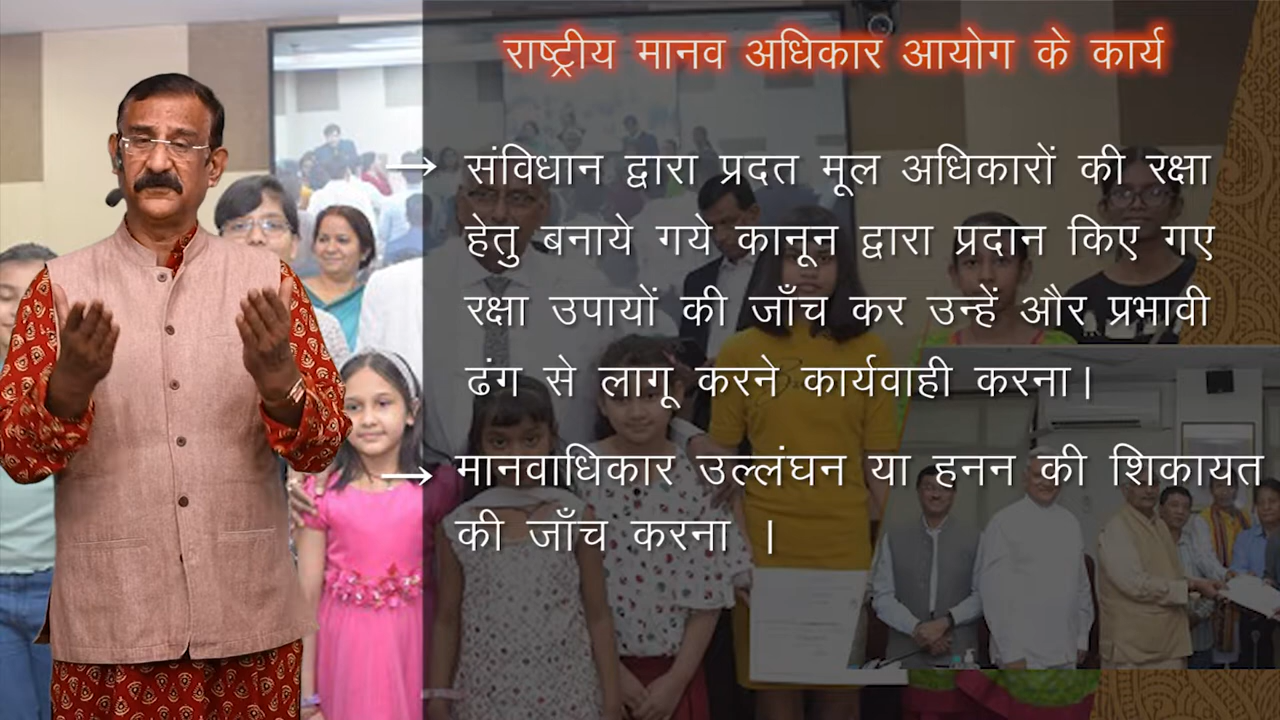 राष्ट्रीय मानव अधिकार आयोग के कार्य
→ संविधान द्वारा प्रदत मूल अधिकारों की रक्षा
हेतु बनाये गये कानून द्वारा प्रदान किए गए
रक्षा उपायों की जाँच कर उन्हें और प्रभावी
ढंग से लागू करने कार्यवाही करना।
→ मानवाधिकार उल्लंघन या हनन की शिकायत
की जाँच करना ।